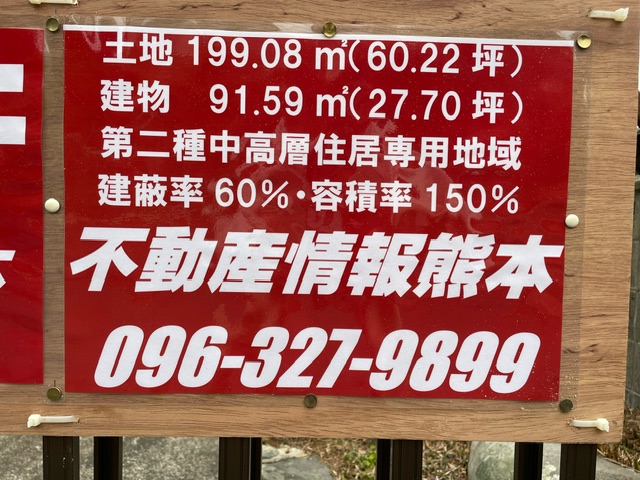 土地 199.08 ㎡(60.22 坪)
建物 91.59 ㎡(27.70 坪)
第二種中高層住居専用地域
建蔽率 60%・容積率 150%
不動産情報熊本
096-327-9899